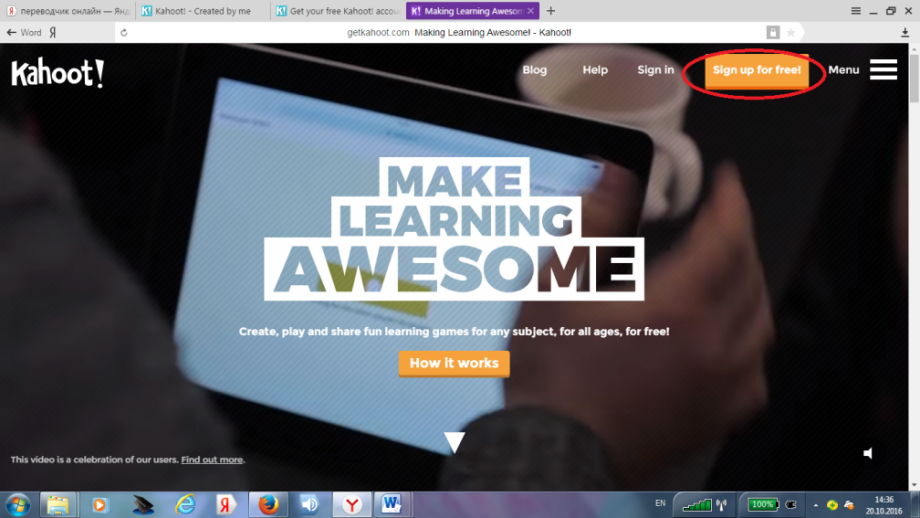 переводчик онлайн — Янд
Kahoot! - Created by me
Get your free Kahoot! accou
Making Learning Awesom
Word
getkahoot.com Making Learning Awesome! - Kahoot!
Kahoot!
Blog
Help
Sign in
Sign up for free!
Menu
MAKE
LEARNING
AWESOME
Create, play and share fun learning games for any subject, for all ages, for free!
How it works
This video is a celebration of our users. Find out more.
EN
100%
14:36
20.10.2016